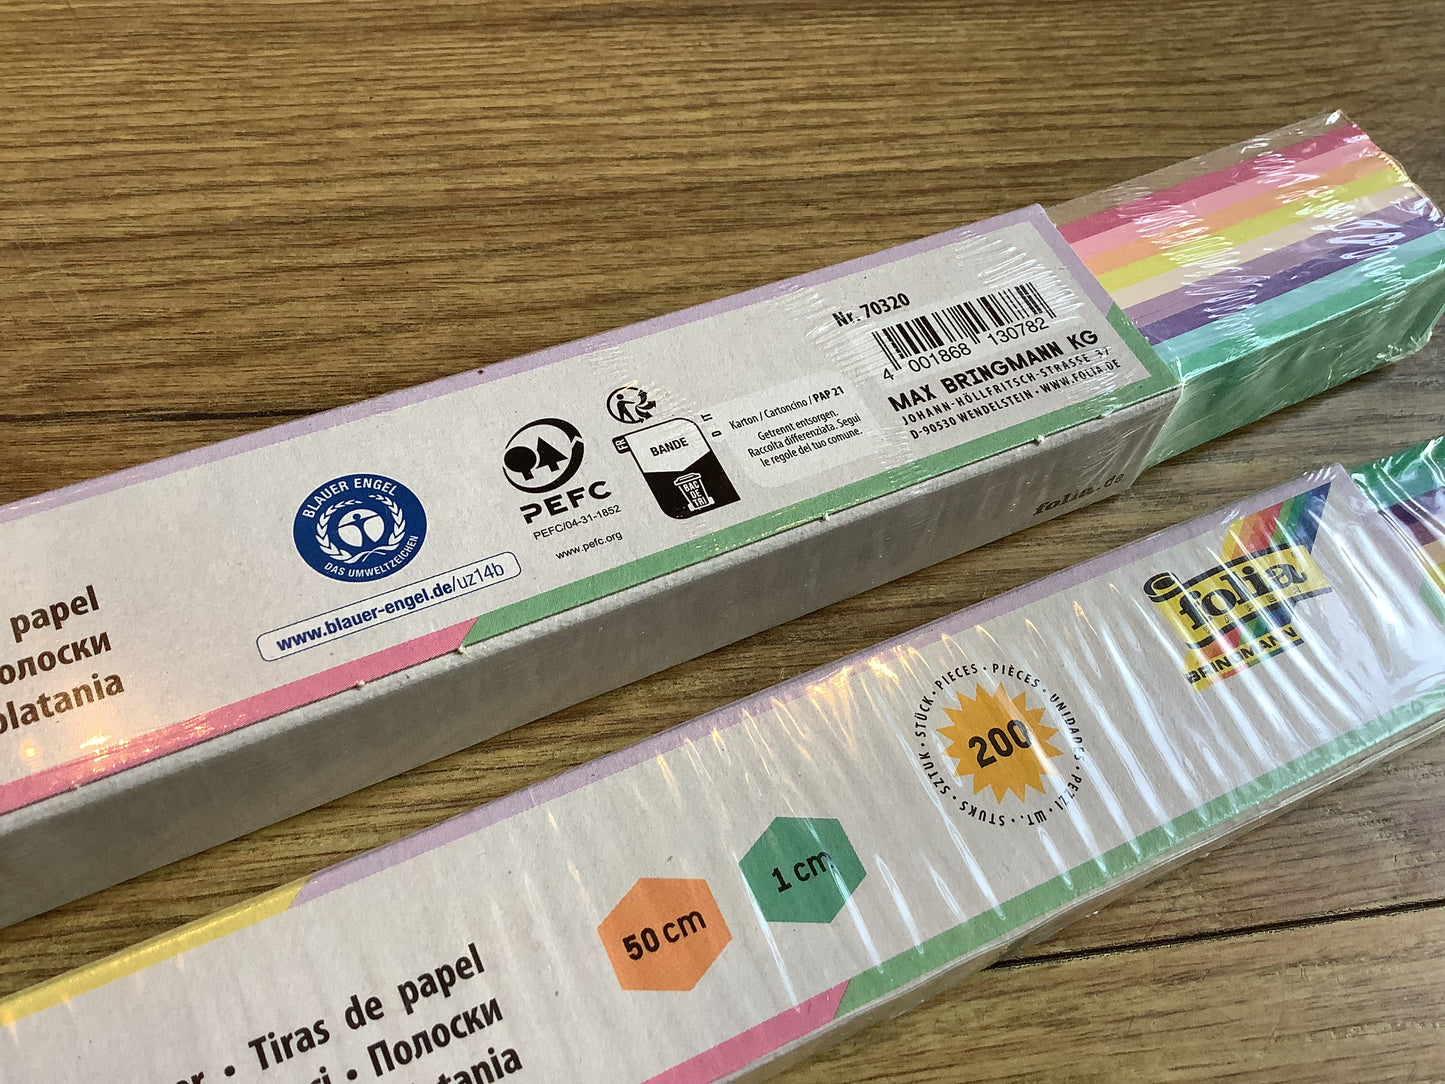 Nr. 70320
4 001868 130782
MAX BRINGMANN KG
JOHANN-HÖLLFRITSCH-STRASSE 37
D-90530 WENDELSTEIN · WWW.FOLIA.DE
Karton / Cartoncino / PAP 21
Getrennt entsorgen.
Raccolta differenziata. Segui
le regole del tuo comune.
D IT
FR
BANDE
BAC
DE
TRI
PEFC
PEFC/04-31-1852
www.pefc.org
BLAUER ENGEL
DAS UMWELTZEICHEN
www.blauer-engel.de/uz14b
papel
folia.de
folia
BRINGMANN
200
STÜCK · PIECES · PIÈCES · UNIDADES · PEZZI · ШТ. · STUKS · SZTUK ·
1 cm
50 cm
· Tiras de papel
· Полоски